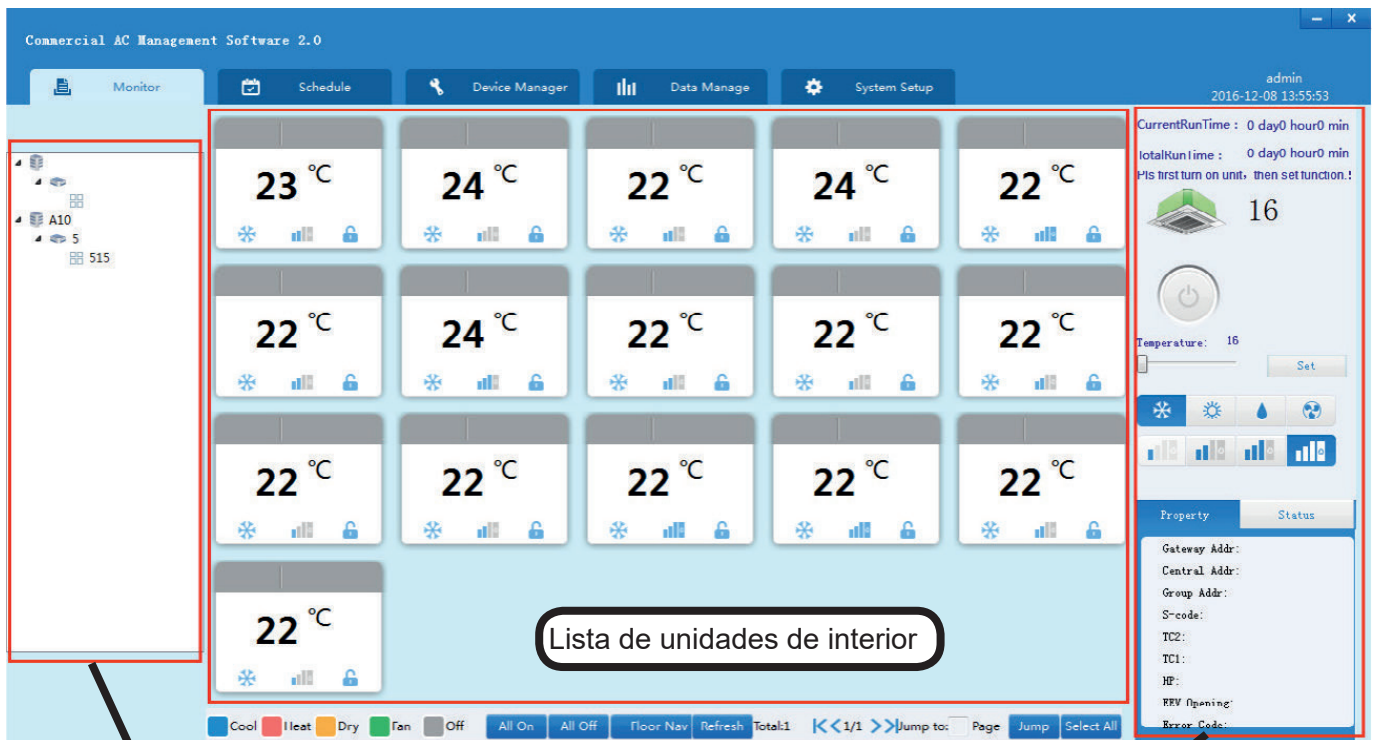 Commercial AC Management Software 2.0
Monitor Schedule Device Manager Data Manage System Setup
admin
2016-12-08 13:55:53
A10
5
515
23 °C 24 °C 22 °C 24 °C 22 °C
22 °C 24 °C 22 °C 22 °C 22 °C
22 °C 22 °C 22 °C 22 °C 22 °C
22 °C
Lista de unidades de interior
Cool Heat Dry Fan Off All On All Off Floor Nav Refresh Total:1 1/1 Jump to: Page Jump Select All
CurrentRunTime : 0 day0 hour0 min
TotalRunTime : 0 day0 hour0 min
Pls first turn on unit, then set function.!
16
Temperature: 16
Set
Property Status
Gateway Addr:
Central Addr:
Group Addr:
S-code:
TC2:
TC1:
HP:
EEV Opening:
Error Code: